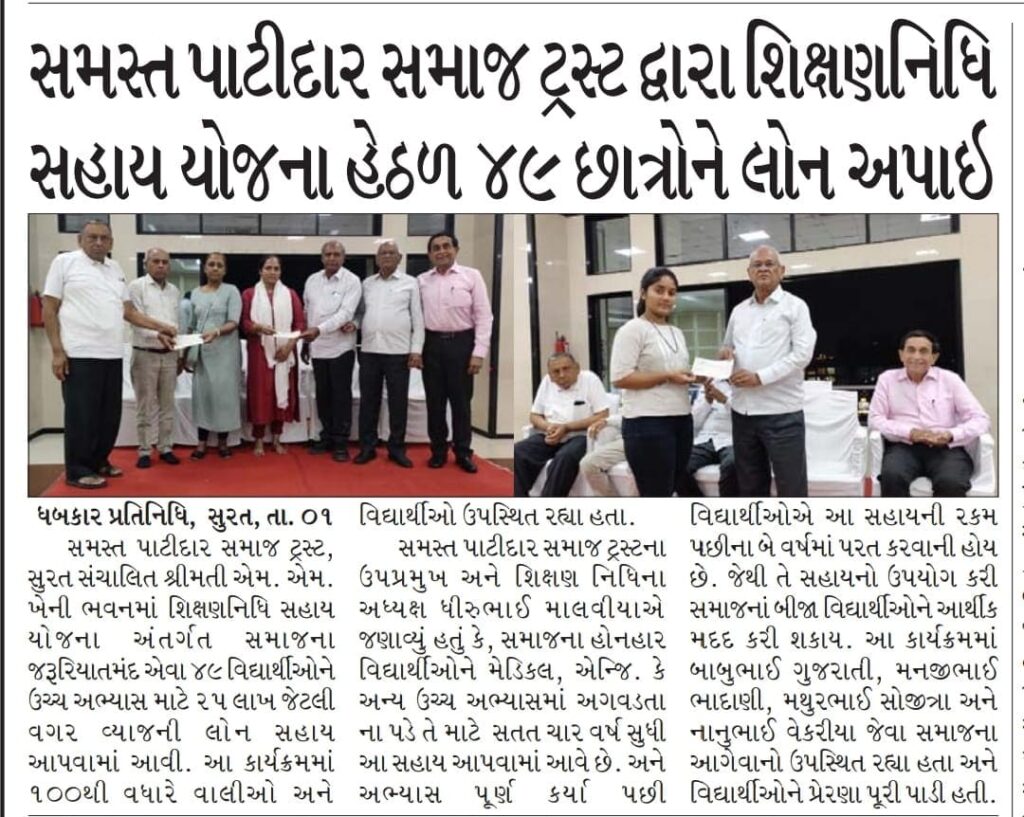 સમસ્ત પાટીદાર સમાજ ટ્રસ્ટ દ્વારા શિક્ષણનિધિ
સહાય યોજના હેઠળ ૪૯ છાત્રોને લોન અપાઇ
ધબકાર પ્રતિનિધિ, સુરત, તા. ૦૧
સમસ્ત પાટીદાર સમાજ ટ્રસ્ટ,
સુરત સંચાલિત શ્રીમતી એમ. એમ.
ખેની ભવનમાં શિક્ષણનિધિ સહાય
યોજના અંતર્ગત સમાજના
જરૂરિયાતમંદ એવા ૪૯ વિદ્યાર્થીઓને
ઉચ્ચ અભ્યાસ માટે ૨૫ લાખ જેટલી
વગર વ્યાજની લોન સહાય
આપવામાં આવી. આ કાર્યક્રમમાં
૧૦૦થી વધારે વાલીઓ અને
વિદ્યાર્થીઓ ઉપસ્થિત રહ્યા હતા.
સમસ્ત પાટીદાર સમાજ ટ્રસ્ટના
ઉપપ્રમુખ અને શિક્ષણ નિધિના
અધ્યક્ષ ધીરુભાઈ માલવીયાએ
જણાવ્યું હતું કે, સમાજના હોનહાર
વિદ્યાર્થીઓને મેડિકલ, એન્જિ. કે
અન્ય ઉચ્ચ અભ્યાસમાં અગવડતા
ના પડે તે માટે સતત ચાર વર્ષ સુધી
આ સહાય આપવામાં આવે છે. અને
અભ્યાસ પૂર્ણ કર્યા પછી
વિદ્યાર્થીઓએ આ સહાયની રકમ
પછીના બે વર્ષમાં પરત કરવાની હોય
છે. જેથી તે સહાયનો ઉપયોગ કરી
સમાજનાં બીજા વિદ્યાર્થીઓને આર્થીક
મદદ કરી શકાય. આ કાર્યક્રમમાં
બાબુભાઈ ગુજરાતી, મનજીભાઈ
ભાદાણી, મથુરભાઈ સોજીત્રા અને
નાનુભાઈ વેકરીયા જેવા સમાજના
આગેવાનો ઉપસ્થિત રહ્યા હતા અને
વિદ્યાર્થીઓને પ્રેરણા પૂરી પાડી હતી.